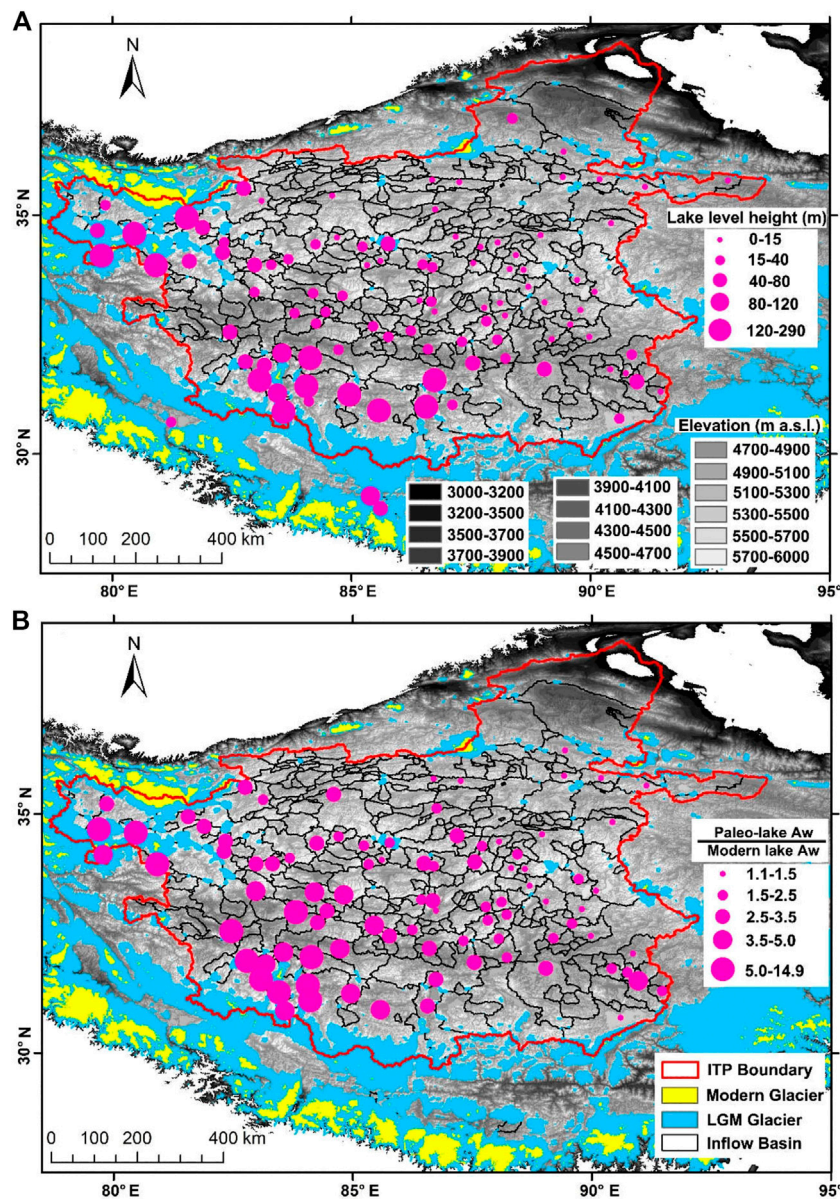 A
N
35°N
30°N
Lake level height (m)
0-15
15-40
40-80
80-120
120-290
Elevation (m a.s.l.)
3000-3200
3200-3500
3500-3700
3700-3900
3900-4100
4100-4300
4300-4500
4500-4700
4700-4900
4900-5100
5100-5300
5300-5500
5500-5700
5700-6000
0 100 200 400 km
80° E 85° E 90° E 95°
B
N
35°N
30°N
Paleo-lake Aw
Modern lake Aw
1.1-1.5
1.5-2.5
2.5-3.5
3.5-5.0
5.0-14.9
ITP Boundary
Modern Glacier
LGM Glacier
Inflow Basin
0 100 200 400 km
80° E 85° E 90° E 95°